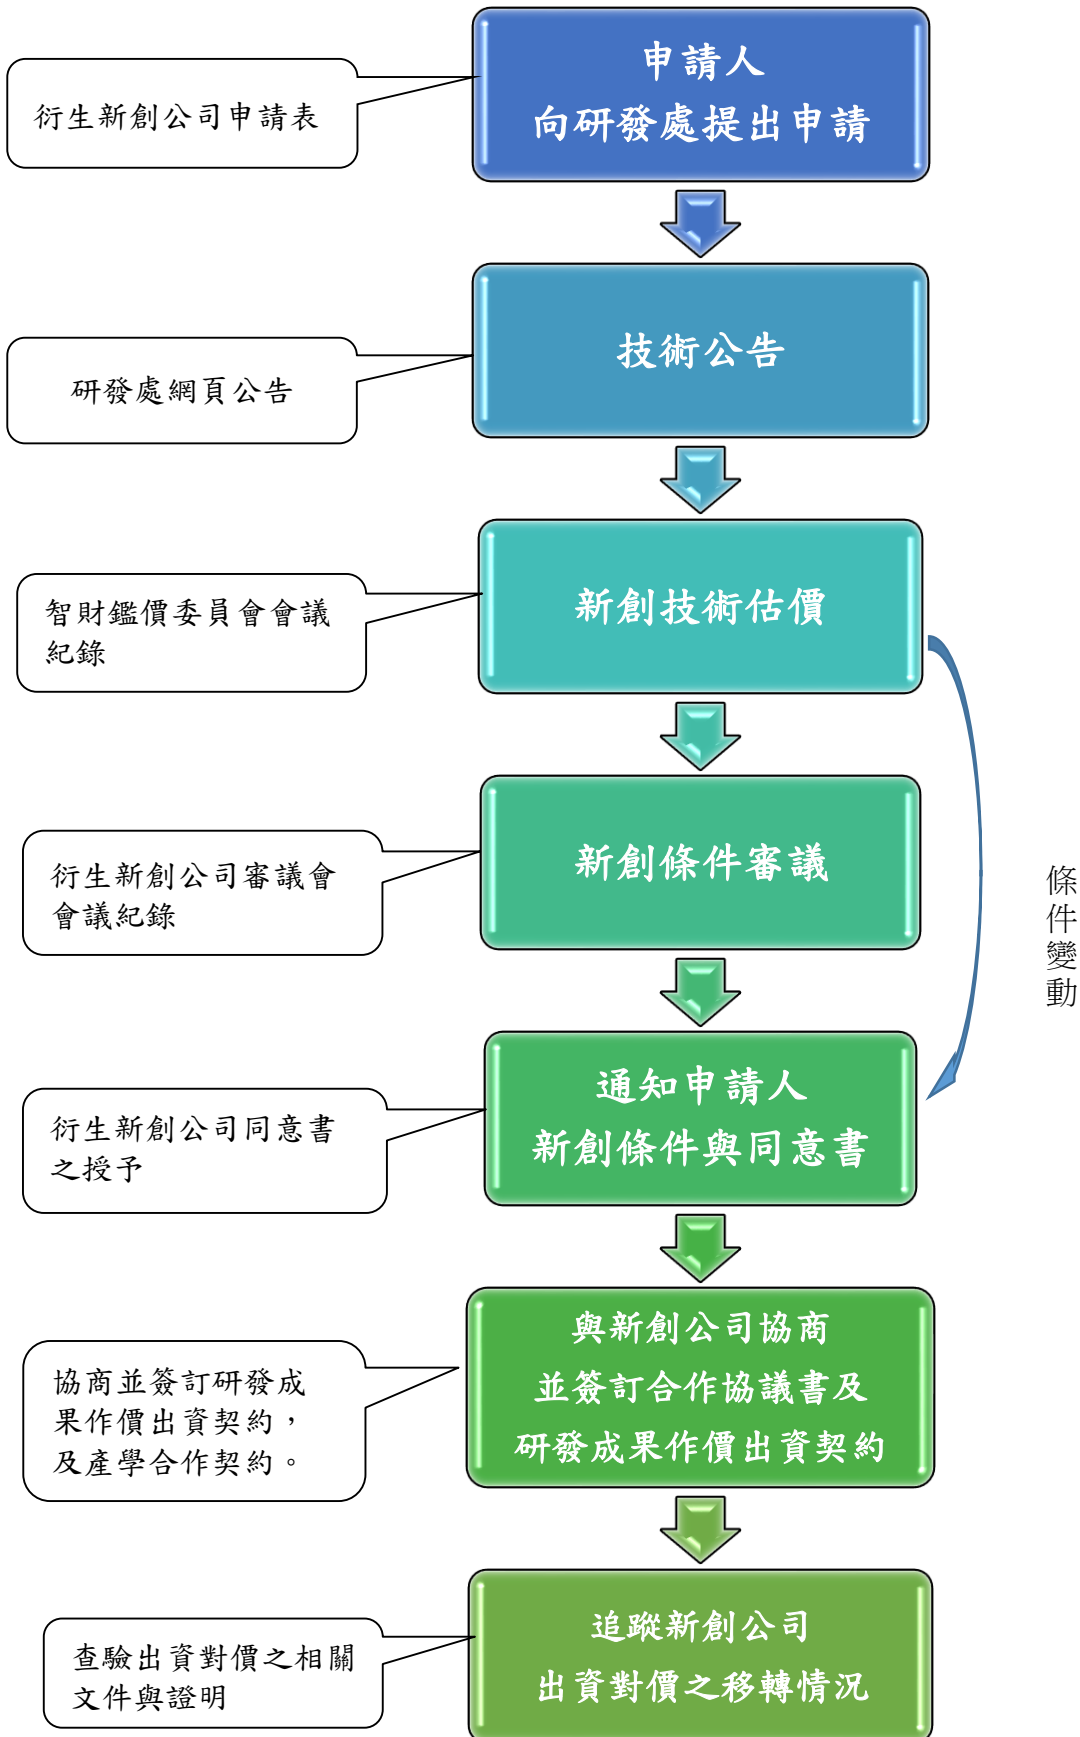 申請人
向研發處提出申請
衍生新創公司申請表
技術公告
研發處網頁公告
新創技術估價
智財鑑價委員會會議
紀錄
新創條件審議
衍生新創公司審議會
會議紀錄
條件變動
通知申請人
新創條件與同意書
衍生新創公司同意書
之授予
與新創公司協商
並簽訂合作協議書及
研發成果作價出資契約
協商並簽訂研發成
果作價出資契約，
及產學合作契約。
追蹤新創公司
出資對價之移轉情況
查驗出資對價之相關
文件與證明